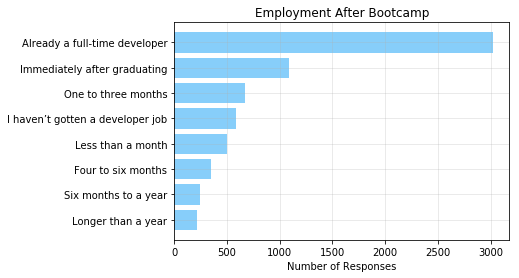 Employment After Bootcamp
Already a full-time developer
Immediately after graduating
One to three months
I haven’t gotten a developer job
Less than a month
Four to six months
Six months to a year
Longer than a year
0 500 1000 1500 2000 2500 3000
Number of Responses